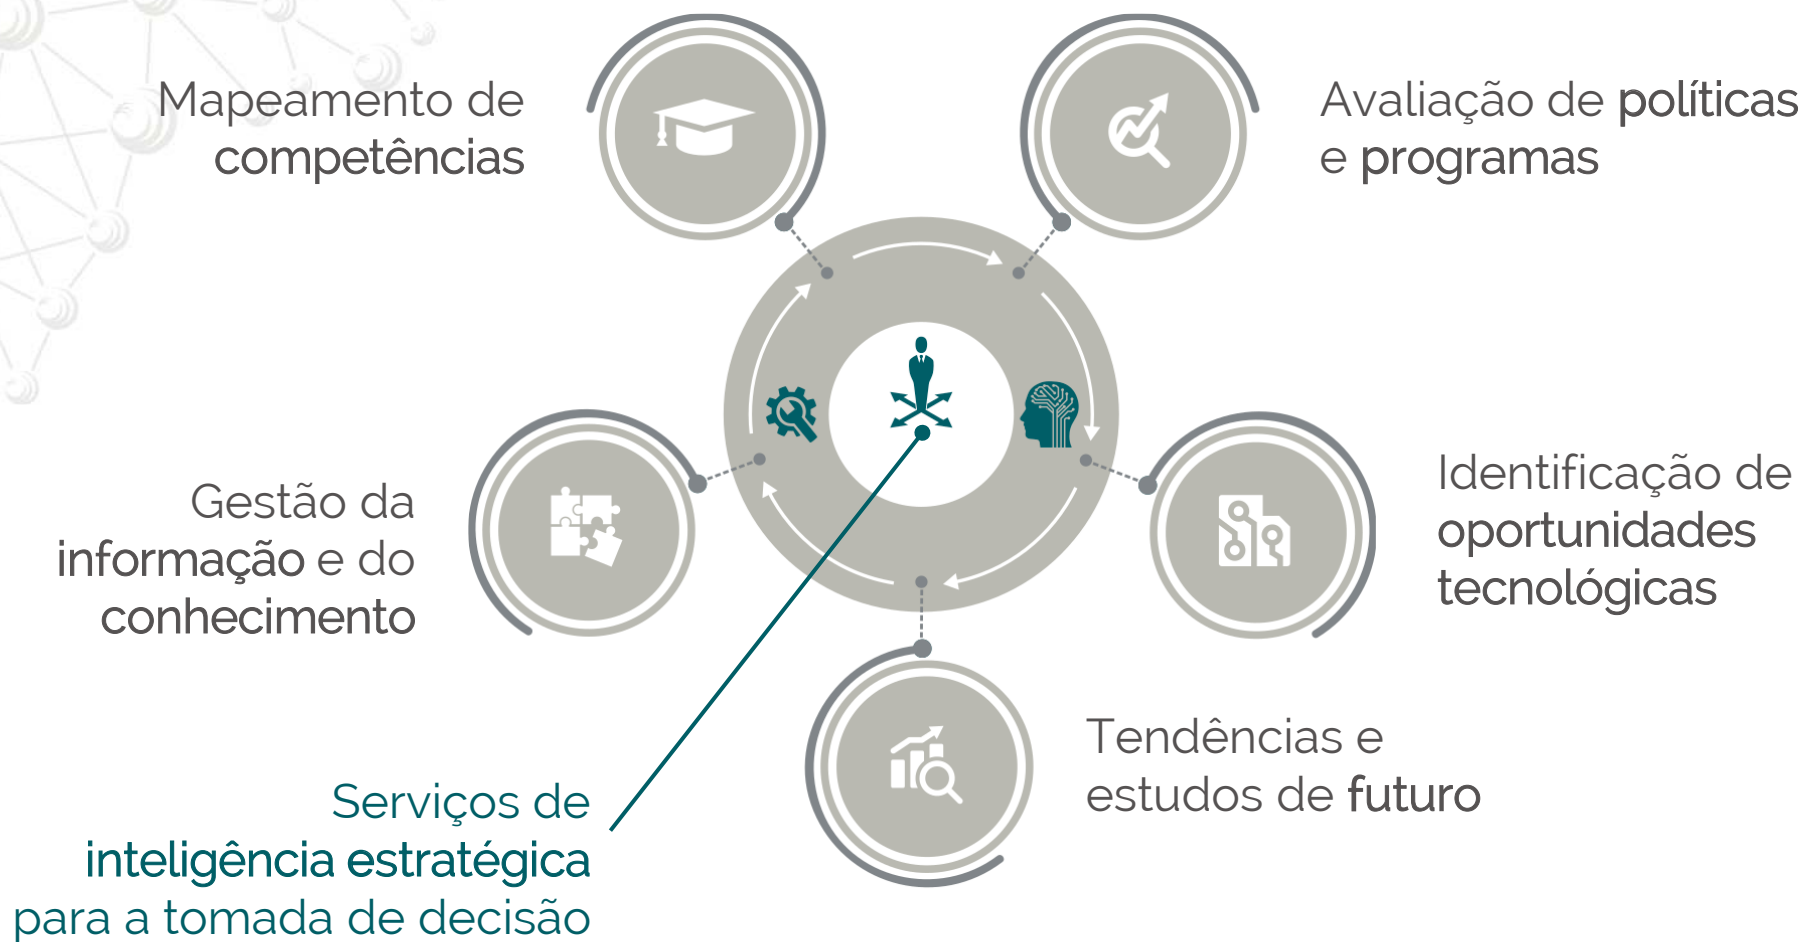 Mapeamento de
competências
Avaliação de políticas
e programas
Gestão da
informação e do
conhecimento
Identificação de
oportunidades
tecnológicas
Tendências e
estudos de futuro
Serviços de
inteligência estratégica
para a tomada de decisão